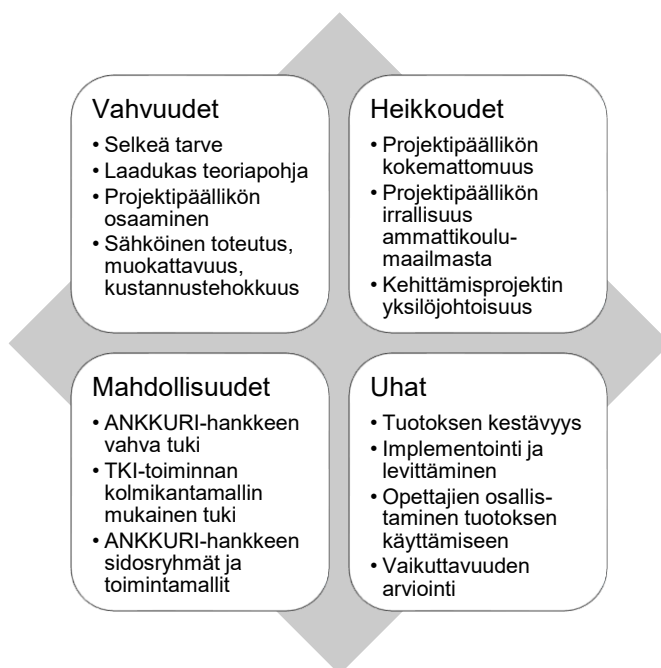 Vahvuudet
• Selkeä tarve
• Laadukas teoriapohja
• Projektipäällikön
osaaminen
• Sähköinen toteutus,
muokattavuus,
kustannustehokkuus
Heikkoudet
• Projektipäällikön
kokemattomuus
• Projektipäällikön
irrallisuus
ammattikoulu-
maailmasta
• Kehittämisprojektin
yksilöjohtoisuus
Mahdollisuudet
• ANKKURI-hankkeen
vahva tuki
• TKI-toiminnan
kolmikantamallin
mukainen tuki
• ANKKURI-hankkeen
sidosryhmät ja
toimintamallit
Uhat
• Tuotoksen kestävyys
• Implementointi ja
levittäminen
• Opettajien osallis-
taminen tuotoksen
käyttämiseen
• Vaikuttavuuden
arviointi